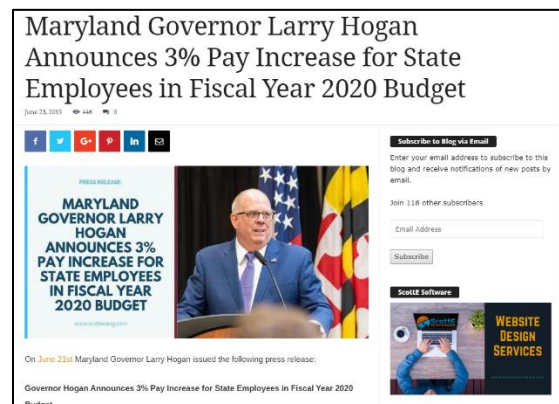 Maryland Governor Larry Hogan
Announces 3% Pay Increase for State
Employees in Fiscal Year 2020 Budget
June 23, 2019 448 0
Subscribe to Blog via Email
Enter your email address to subscribe to this
blog and receive notifications of new posts by
email.
Join 118 other subscribers
Email Address
Subscribe
PRESS RELEASE
MARYLAND
GOVERNOR LARRY
HOGAN
ANNOUNCES 3%
PAY INCREASE FOR
STATE EMPLOYEES
IN FISCAL YEAR
2020 BUDGET
ScottE Software
ScottE
WEBSITE
DESIGN
SERVICES
On June 21st Maryland Governor Larry Hogan issued the following press release:
Governor Hogan Announces 3% Pay Increase for State Employees in Fiscal Year 2020
Budget